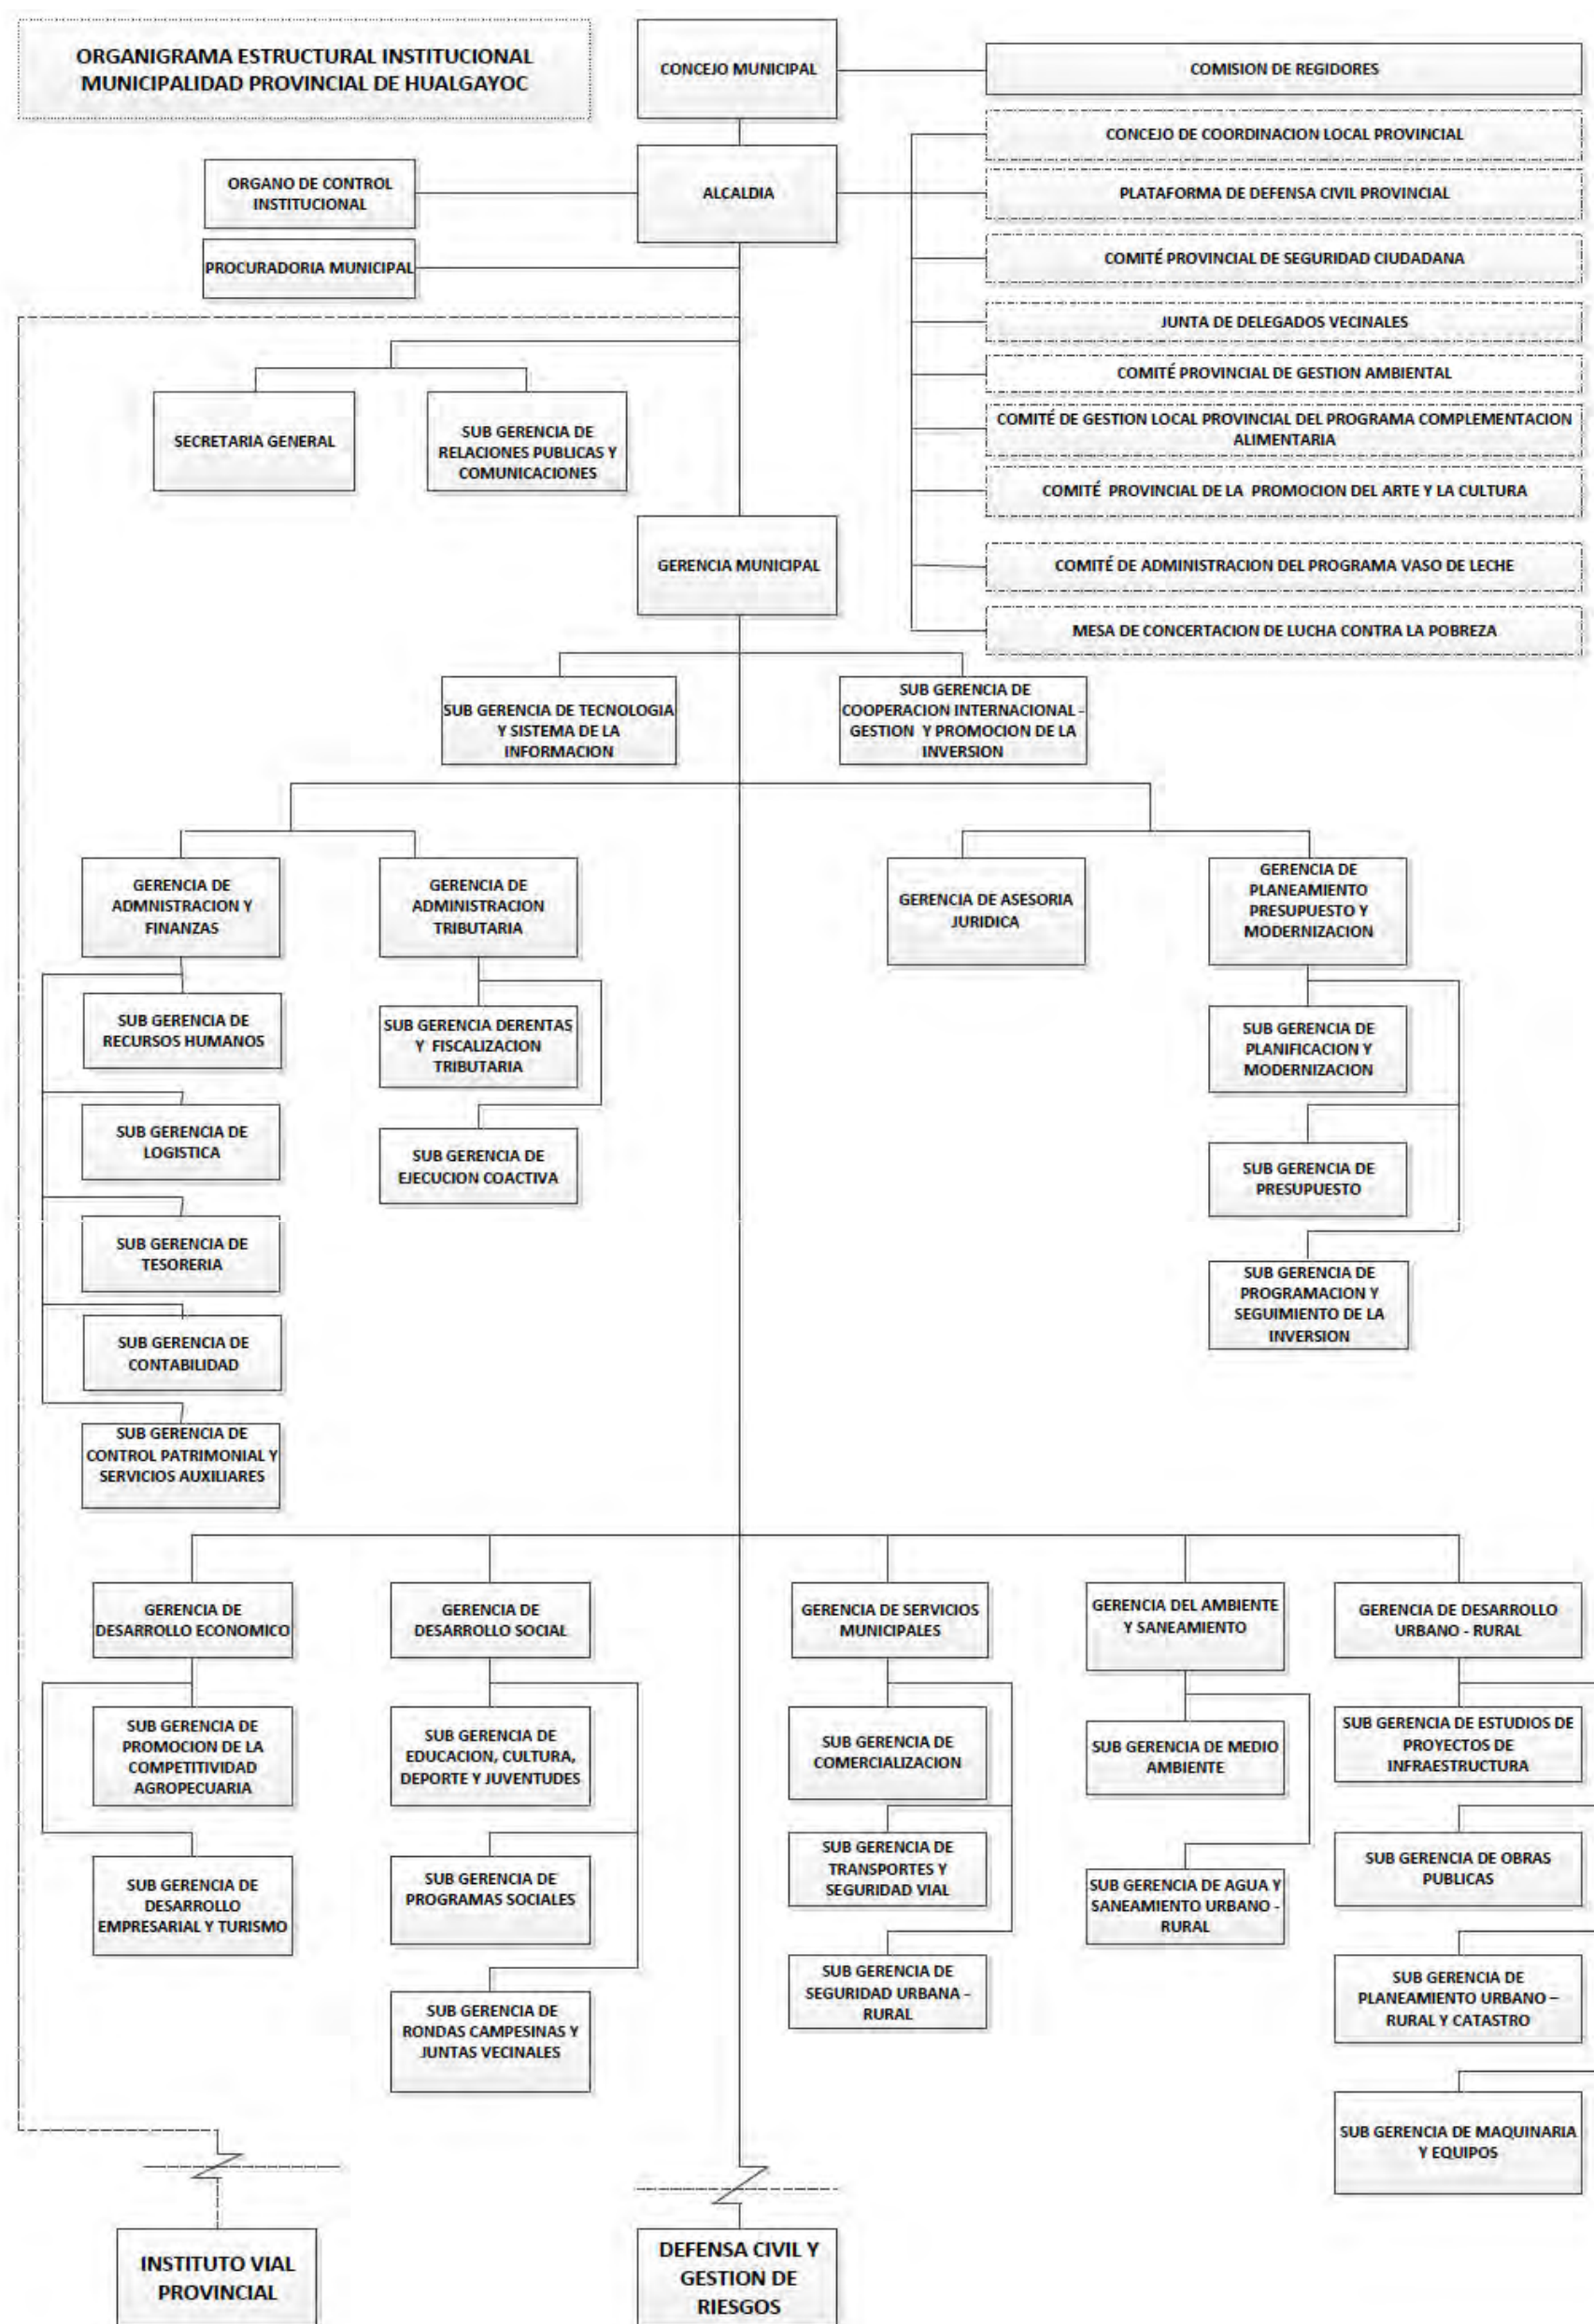 ORGANIGRAMA ESTRUCTURAL INSTITUCIONAL
MUNICIPALIDAD PROVINCIAL DE HUALGAYOC
CONCEJO MUNICIPAL
COMISION DE REGIDORES
CONCEJO DE COORDINACION LOCAL PROVINCIAL
ORGANO DE CONTROL
INSTITUCIONAL
ALCALDIA
PLATAFORMA DE DEFENSA CIVIL PROVINCIAL
PROCURADORIA MUNICIPAL
COMITÉ PROVINCIAL DE SEGURIDAD CIUDADANA
JUNTA DE DELEGADOS VECINALES
COMITÉ PROVINCIAL DE GESTION AMBIENTAL
COMITÉ DE GESTION LOCAL PROVINCIAL DEL PROGRAMA COMPLEMENTACION
ALIMENTARIA
SECRETARIA GENERAL
SUB GERENCIA DE
RELACIONES PUBLICAS Y
COMUNICACIONES
COMITÉ PROVINCIAL DE LA PROMOCION DEL ARTE Y LA CULTURA
GERENCIA MUNICIPAL
COMITÉ DE ADMINISTRACION DEL PROGRAMA VASO DE LECHE
MESA DE CONCERTACION DE LUCHA CONTRA LA POBREZA
SUB GERENCIA DE TECNOLOGIA
Y SISTEMA DE LA
INFORMACION
SUB GERENCIA DE
COOPERACION INTERNACIONAL -
GESTION Y PROMOCION DE LA
INVERSION
GERENCIA DE
ADMNISTRACION Y
FINANZAS
GERENCIA DE
ADMINISTRACION
TRIBUTARIA
GERENCIA DE ASESORIA
JURIDICA
GERENCIA DE
PLANEAMIENTO
PRESUPUESTO Y
MODERNIZACION
SUB GERENCIA DE
RECURSOS HUMANOS
SUB GERENCIA DERENTAS
Y FISCALIZACION
TRIBUTARIA
SUB GERENCIA DE
PLANIFICACION Y
MODERNIZACION
SUB GERENCIA DE
LOGISTICA
SUB GERENCIA DE
EJECUCION COACTIVA
SUB GERENCIA DE
PRESUPUESTO
SUB GERENCIA DE
TESORERIA
SUB GERENCIA DE
PROGRAMACION Y
SEGUIMIENTO DE LA
INVERSION
SUB GERENCIA DE
CONTABILIDAD
SUB GERENCIA DE
CONTROL PATRIMONIAL Y
SERVICIOS AUXILIARES
GERENCIA DE
DESARROLLO ECONOMICO
GERENCIA DE
DESARROLLO SOCIAL
GERENCIA DE SERVICIOS
MUNICIPALES
GERENCIA DEL AMBIENTE
Y SANEAMIENTO
GERENCIA DE DESARROLLO
URBANO - RURAL
SUB GERENCIA DE
PROMOCION DE LA
COMPETITIVIDAD
AGROPECUARIA
SUB GERENCIA DE
EDUCACION, CULTURA,
DEPORTE Y JUVENTUDES
SUB GERENCIA DE
COMERCIALIZACION
SUB GERENCIA DE MEDIO
AMBIENTE
SUB GERENCIA DE ESTUDIOS DE
PROYECTOS DE
INFRAESTRUCTURA
SUB GERENCIA DE
DESARROLLO
EMPRESARIAL Y TURISMO
SUB GERENCIA DE
PROGRAMAS SOCIALES
SUB GERENCIA DE
TRANSPORTES Y
SEGURIDAD VIAL
SUB GERENCIA DE AGUA Y
SANEAMIENTO URBANO -
RURAL
SUB GERENCIA DE OBRAS
PUBLICAS
SUB GERENCIA DE
RONDAS CAMPESINAS Y
JUNTAS VECINALES
SUB GERENCIA DE
SEGURIDAD URBANA -
RURAL
SUB GERENCIA DE
PLANEAMIENTO URBANO –
RURAL Y CATASTRO
SUB GERENCIA DE MAQUINARIA
Y EQUIPOS
INSTITUTO VIAL
PROVINCIAL
DEFENSA CIVIL Y
GESTION DE
RIESGOS